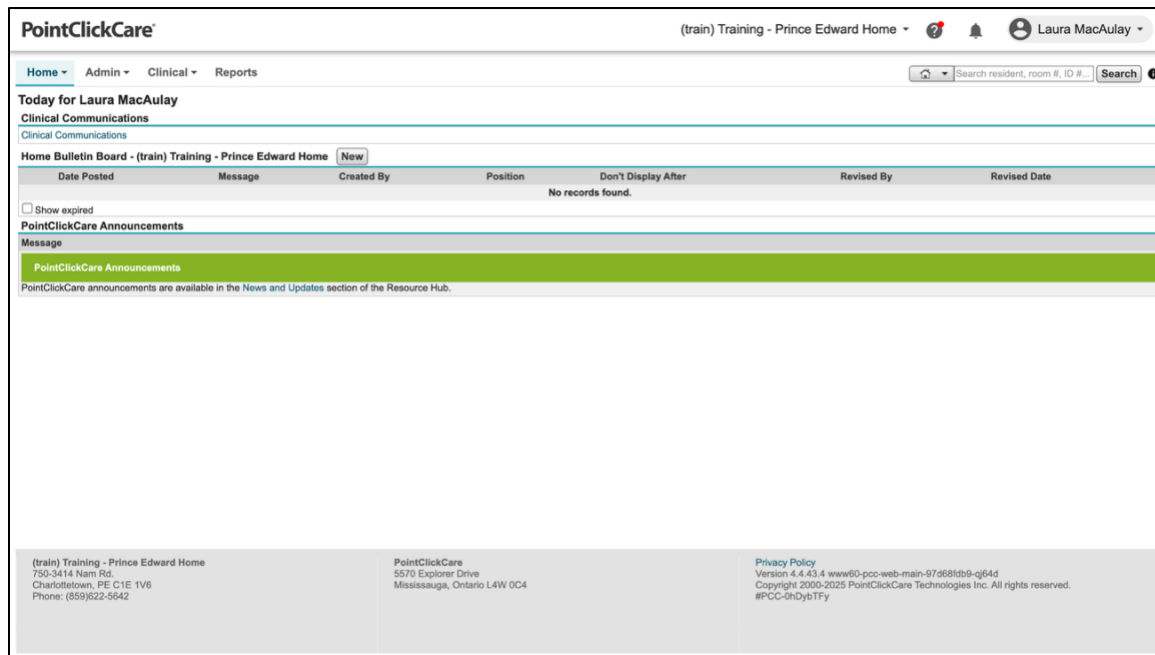 PointClickCare®
(train) Training - Prince Edward Home
Laura MacAulay
Home Admin Clinical Reports
Search resident, room #, ID #... Search
Today for Laura MacAulay
Clinical Communications
Clinical Communications
Home Bulletin Board - (train) Training - Prince Edward Home New
Date Posted Message Created By Position Don't Display After Revised By Revised Date
No records found.
Show expired
PointClickCare Announcements
Message
PointClickCare Announcements
PointClickCare announcements are available in the News and Updates section of the Resource Hub.
(train) Training - Prince Edward Home
750-3414 Nam Rd.
Charlottetown, PE C1E 1V6
Phone: (859)622-5642
PointClickCare
5570 Explorer Drive
Mississauga, Ontario L4W 0C4
Privacy Policy
Version 4.4.43.4 www60-pcc-web-main-97d68fdb9-qj64d
Copyright 2000-2025 PointClickCare Technologies Inc. All rights reserved.
#PCC-0hDybTFy